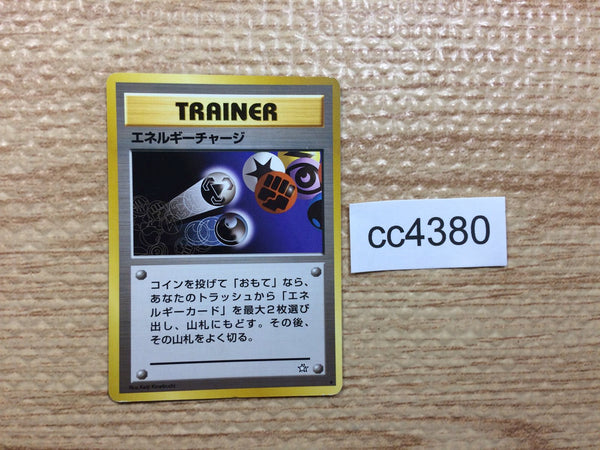 TRAINER
エネルギーチャージ
コインを投げて「おもて」なら、
あなたのトラッシュから「エネル
ギーカード」を最大2枚選び
出し、山札にもどす。その後、
その山札をよく切る。
Illus. Keiji Kinebuchi
cc4380